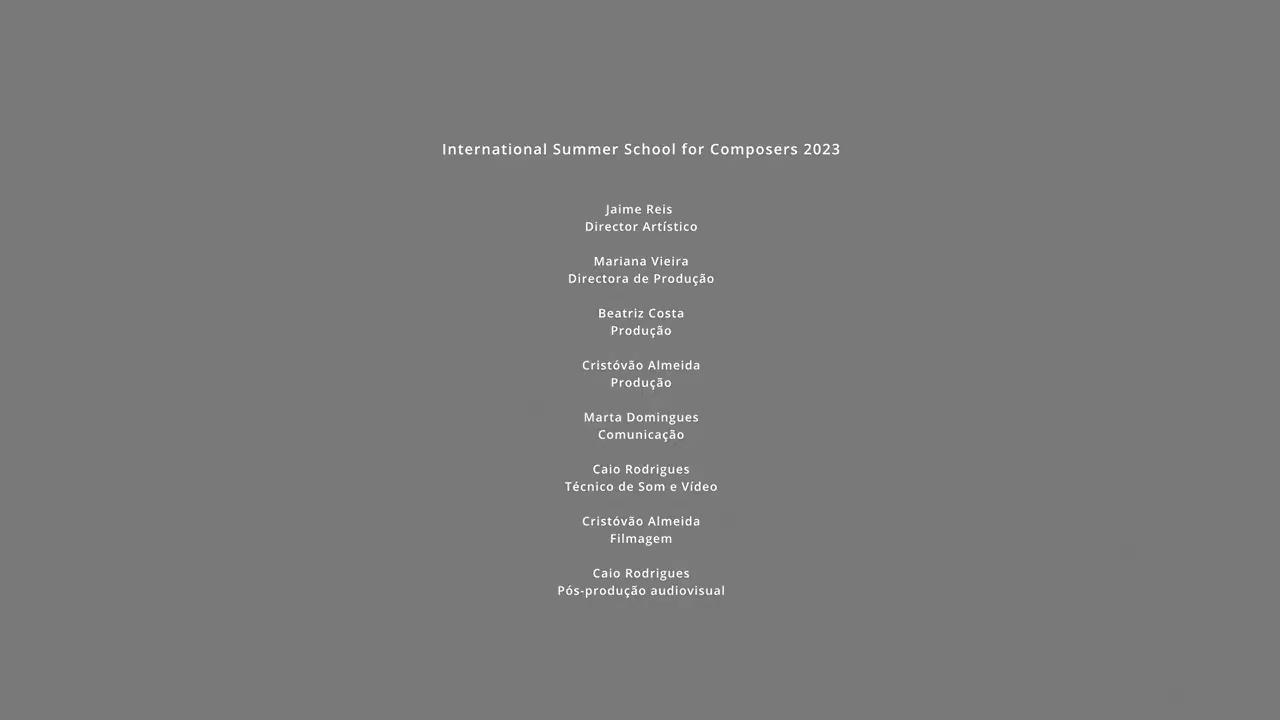 International Summer School for Composers 2023
Jaime Reis
Director Artístico
Mariana Vieira
Directora de Produção
Beatriz Costa
Produção
Cristóvão Almeida
Produção
Marta Domingues
Comunicação
Caio Rodrigues
Técnico de Som e Vídeo
Cristóvão Almeida
Filmagem
Caio Rodrigues
Pós-produção audiovisual